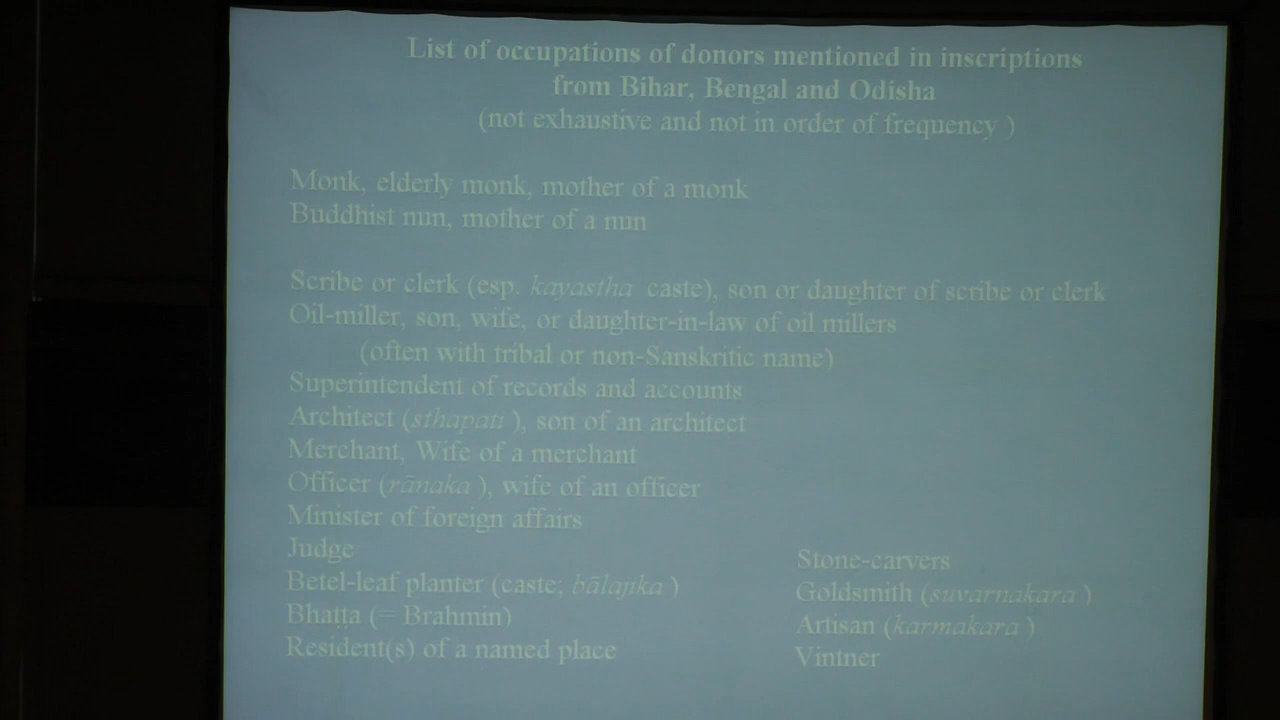 List of occupations of donors mentioned in inscriptions
from Bihar, Bengal and Odisha
(not exhaustive and not in order of frequency )
Monk, elderly monk, mother of a monk
Buddhist nun, mother of a nun
Scribe or clerk (esp. kayastha caste), son or daughter of scribe or clerk
Oil-miller, son, wife, or daughter-in-law of oil millers
(often with tribal or non-Sanskritic name)
Superintendent of records and accounts
Architect (sthapati ), son of an architect
Merchant, Wife of a merchant
Officer (rānaka ), wife of an officer
Minister of foreign affairs
Judge
Betel-leaf planter (caste; bālajika )
Bhaṭṭa (= Brahmin)
Resident(s) of a named place
Stone-carvers
Goldsmith (suvarnakara )
Artisan (karmakara )
Vintner